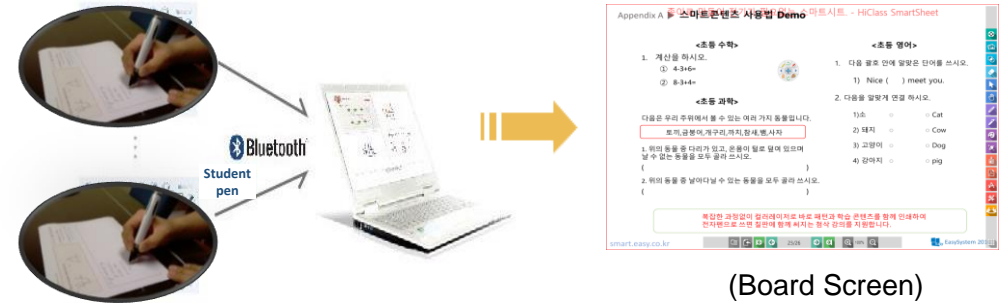 Bluetooth
Student
pen
Appendix A ▶ 스마트콘텐츠 사용법 Demo
스마트시트. - HiClass SmartSheet
<초등 수학>
1. 계산을 하시오.
① 4-3+6=
② 8-3+4=
<초등 과학>
다음은 우리 주위에서 볼 수 있는 여러 가지 동물입니다.
토끼,금붕어,개구리,까치,참새,뱀,사자
1. 위의 동물 중 다리가 있고, 온몸이 털로 덮여 있으며
날 수 없는 동물을 모두 골라 쓰시오.
( )
2. 위의 동물 중 날아다닐 수 있는 동물을 모두 골라 쓰시오.
( )
<초등 영어>
1. 다음 괄호 안에 알맞은 단어를 쓰시오.
1) Nice ( ) meet you.
2. 다음을 알맞게 연결 하시오.
1)소 ○ ○ Cat
2) 돼지 ○ ○ Cow
3) 고양이 ○ ○ Dog
4) 강아지 ○ ○ pig
복잡한 과정없이 컬러레이저로 바로 패턴과 학습 콘텐츠를 함께 인쇄하며
전자펜으로 쓰면 칠판에 함께 써지는 첨삭 강의를 지원합니다.
smart.easy.co.kr
25/28
EasySystem
(Board Screen)